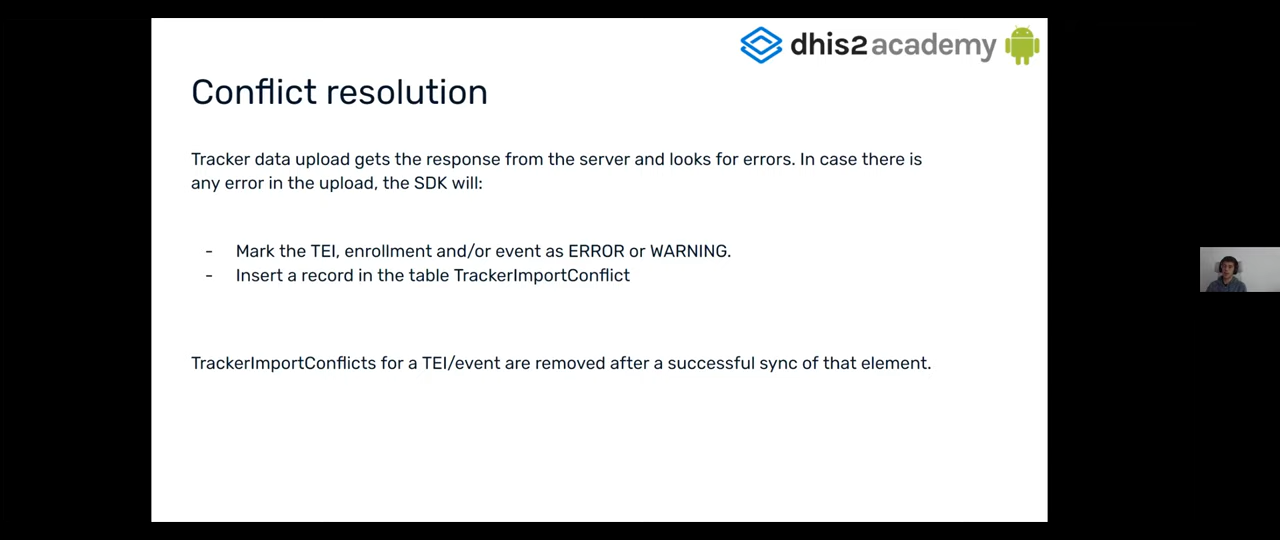 dhis2 academy
Conflict resolution
Tracker data upload gets the response from the server and looks for errors. In case there is
any error in the upload, the SDK will:
- Mark the TEI, enrollment and/or event as ERROR or WARNING.
- Insert a record in the table TrackerImportConflict
TrackerImportConflicts for a TEI/event are removed after a successful sync of that element.